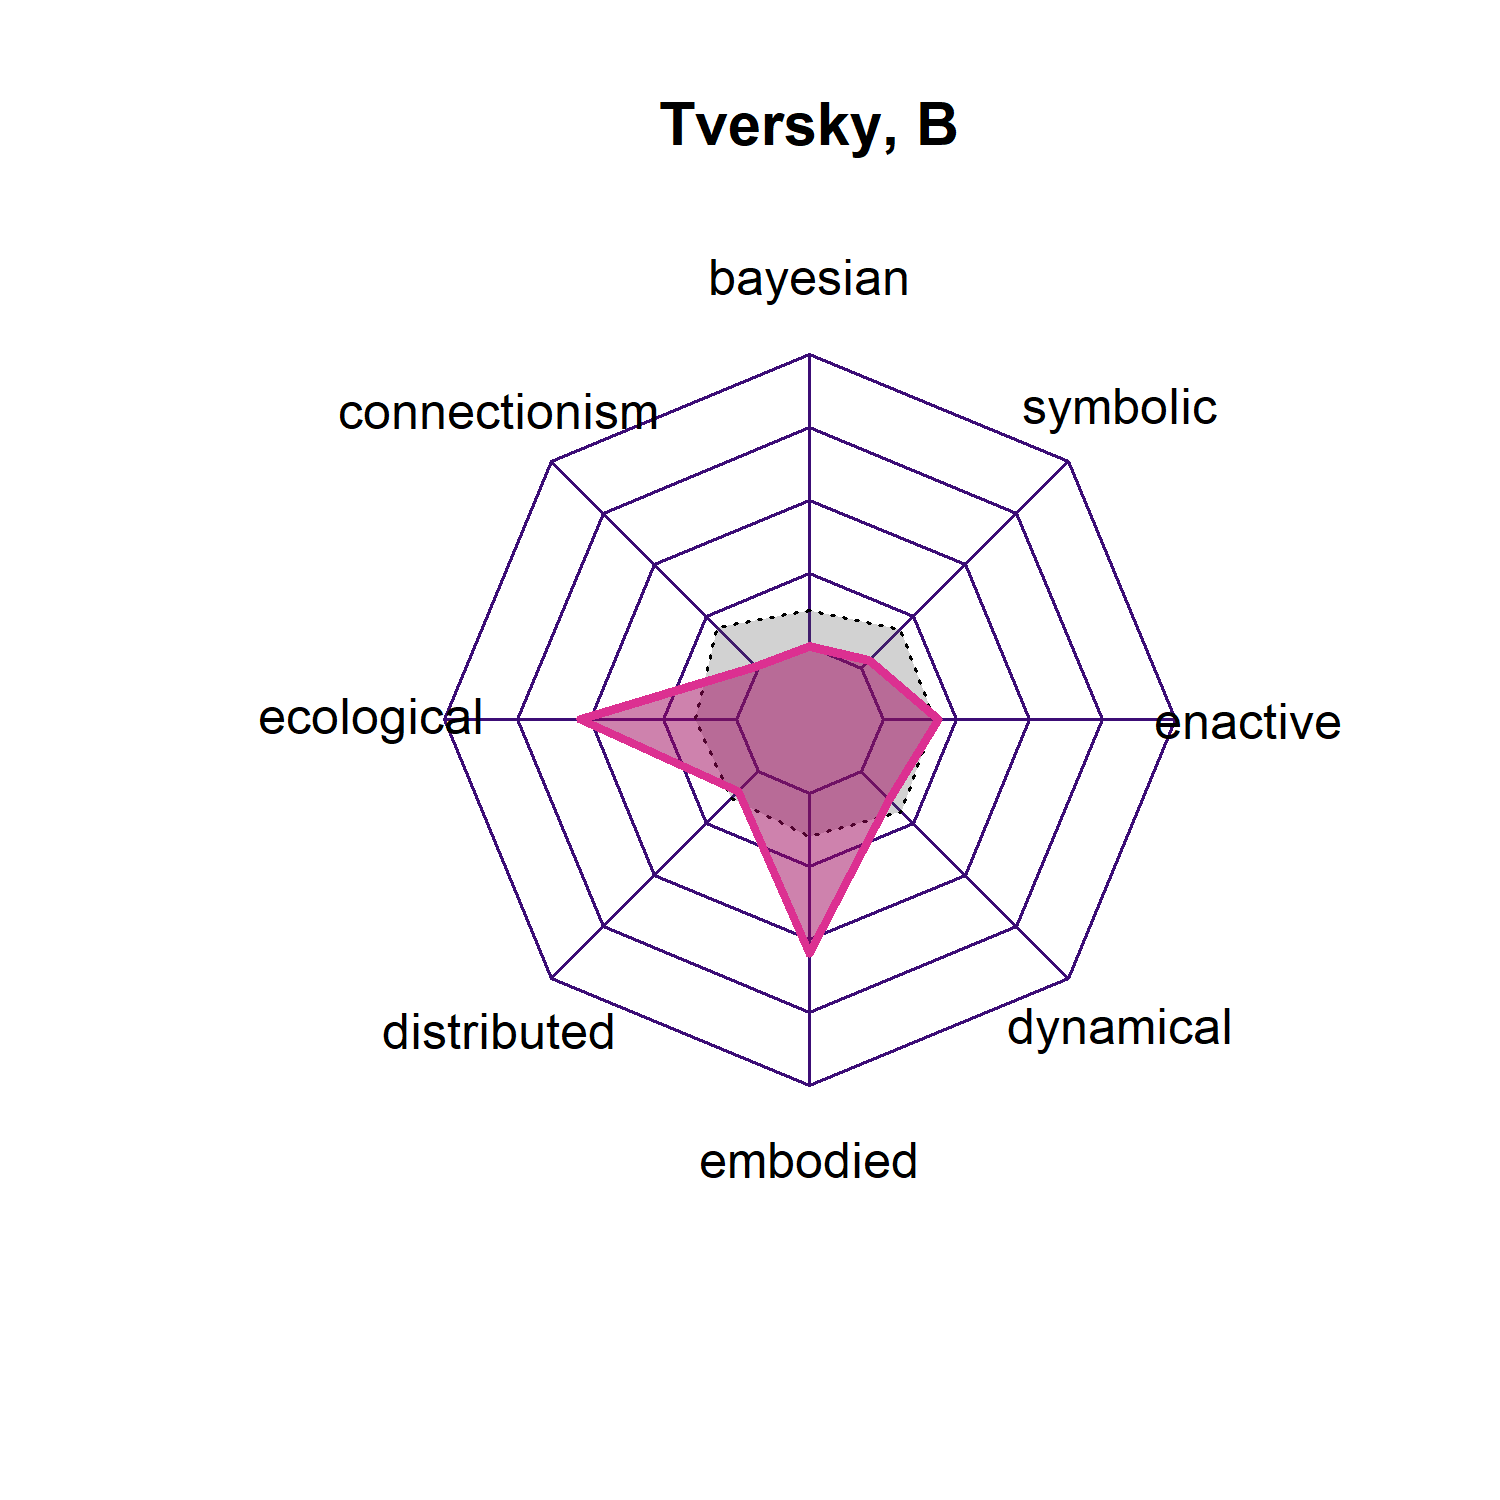 Tversky, B
bayesian
connectionism
symbolic
ecological
enactive
distributed
dynamical
embodied